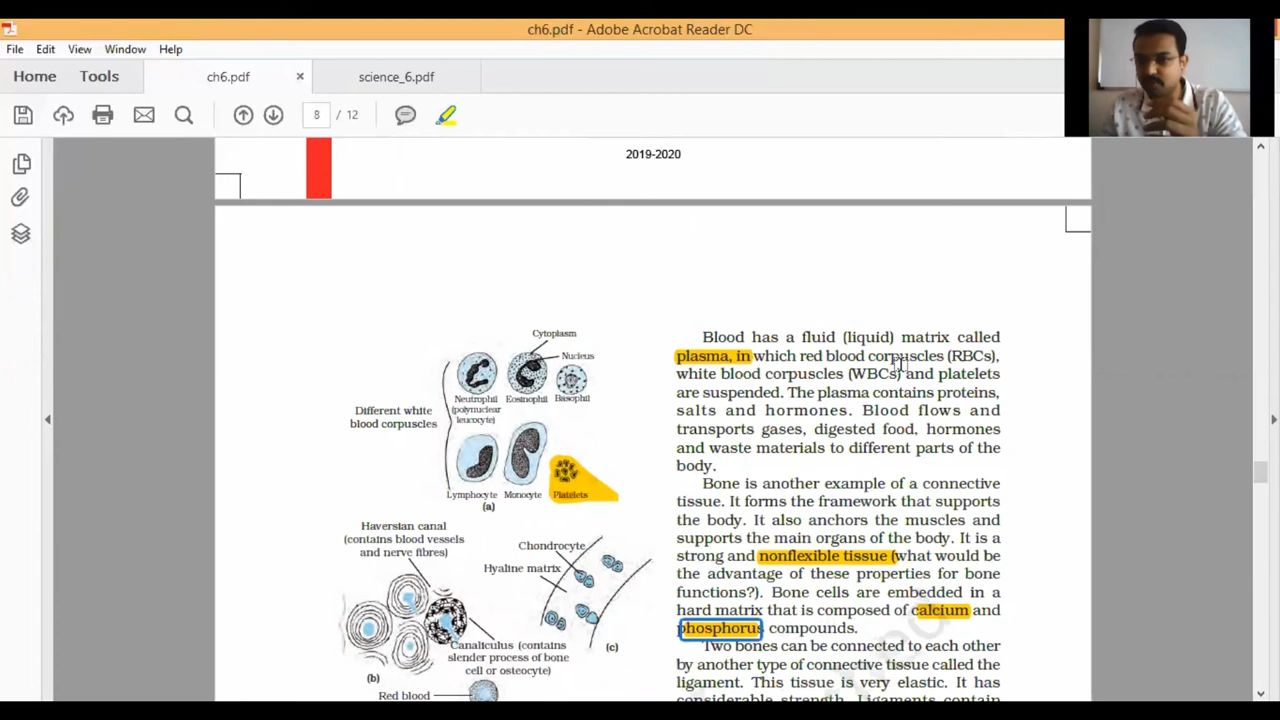 ch6.pdf - Adobe Acrobat Reader DC
File Edit View Window Help
Home Tools ch6.pdf × science_6.pdf
8 / 12
2019-2020
Cytoplasm
Nucleus
Neutrophil Eosinophil Basophil
(polynuclear
leucocyte)
Different white
blood corpuscles
Lymphocyte Monocyte Platelets
(a)
Haversian canal
(contains blood vessels
and nerve fibres)
Chondrocyte
Hyaline matrix
Canaliculus (contains
slender process of bone
cell or osteocyte)
(c)
(b)
Red blood
Blood has a fluid (liquid) matrix called
plasma, in which red blood corpuscles (RBCs),
white blood corpuscles (WBCs) and platelets
are suspended. The plasma contains proteins,
salts and hormones. Blood flows and
transports gases, digested food, hormones
and waste materials to different parts of the
body.
Bone is another example of a connective
tissue. It forms the framework that supports
the body. It also anchors the muscles and
supports the main organs of the body. It is a
strong and nonflexible tissue (what would be
the advantage of these properties for bone
functions?). Bone cells are embedded in a
hard matrix that is composed of calcium and
phosphorus compounds.
Two bones can be connected to each other
by another type of connective tissue called the
ligament. This tissue is very elastic. It has
considerable strength. Ligaments contain